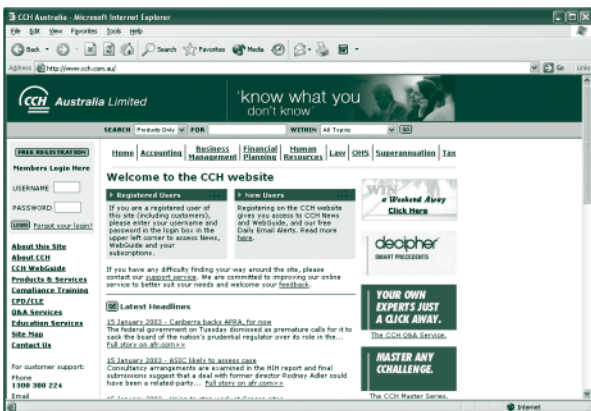 CCH Australia - Microsoft Internet Explorer
File Edit View Favorites Tools Help
Back Search Favorites Media
Address http://www.cch.com.au/ Go Links
CCH Australia Limited
'know what you
don't know'
SEARCH Products Only FOR WITHIN All Topics GO
FREE REGISTRATION
Members Login Here
USERNAME
PASSWORD
LOGIN Forgot your login?
About this Site
About CCH
CCH WebGuide
Products & Services
Compliance Training
CPD/CLE
Q&A Services
Education Services
Site Map
Contact Us
For customer support:
Phone
1300 300 224
Email
Home Accounting Business Management Financial Planning Human Resources Law OHS Superannuation Tax
Welcome to the CCH website
Registered Users
If you are a registered user of
this site (including customers),
please enter your username and
password in the login box in the
upper left corner to access News,
WebGuide and your
subscriptions.
New Users
Registering on the CCH website
gives you access to CCH News
and WebGuide, and our free
Daily Email Alerts. Read more
here.
If you have any difficulty finding your way around the site, please
contact our support service. We are committed to improving our online
service to better suit your needs and welcome your feedback.
Latest Headlines
15 January 2003 - Canberra backs APRA, for now
The federal government on Tuesday dismissed as premature calls for it to
sack the board of the nation's prudential regulator over its role in the...
Full story on afr.com>>
15 January 2003 - ASIC likely to access case
Consultancy arrangements are examined in the HIH report and final
submissions suggest that a deal with former director Rodney Adler could
have been a related-party... Full story on afr.com>>
WIN
a Weekend Away
Click Here
decipher
SMART PRECEDENTS
YOUR OWN
EXPERTS JUST
A CLICK AWAY.
The CCH Q&A Service.
MASTER ANY
CCHALLENGE.
The CCH Master Series.
Internet